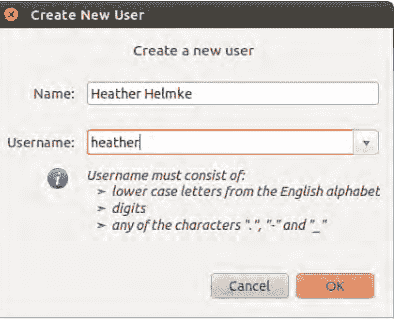 Create New User
Create a new user
Name: Heather Helmke
Username: heather
Username must consist of:
➢ lower case letters from the English alphabet
➢ digits
➢ any of the characters ".", "-" and "_"
Cancel OK